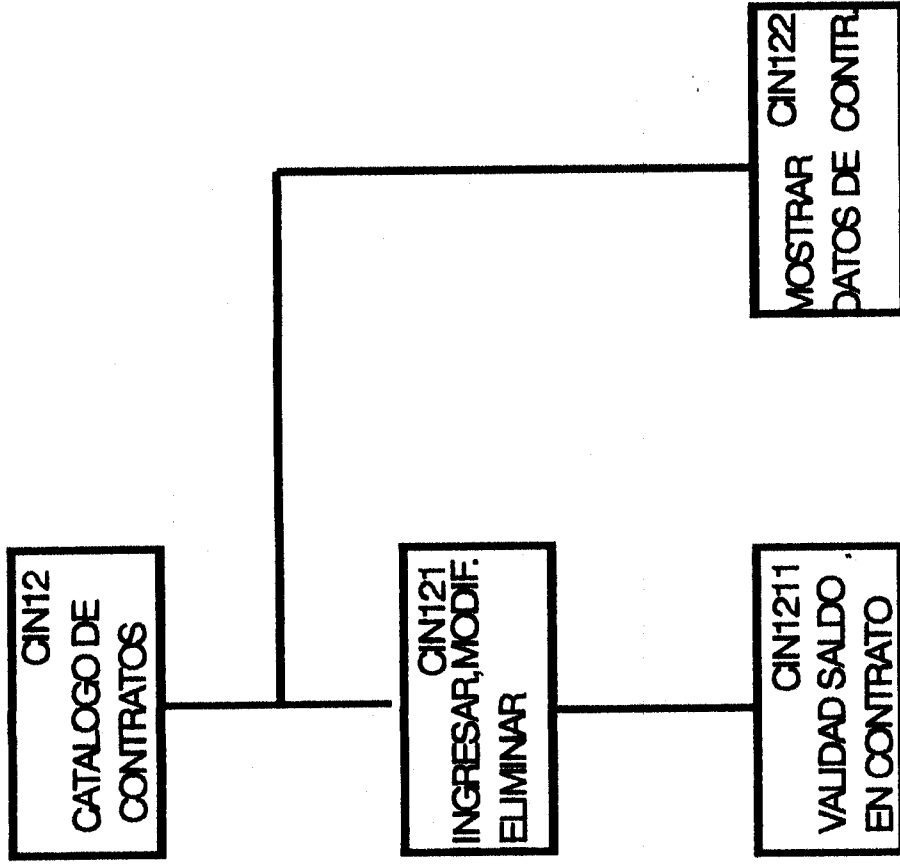 CIN12
CATALOGO DE
CONTRATOS
CIN121
INGRESAR,MODIF.
ELIMINAR
CIN1211
VALIDAD SALDO
EN CONTRATO
CIN122
MOSTRAR
DATOS DE CONTR.